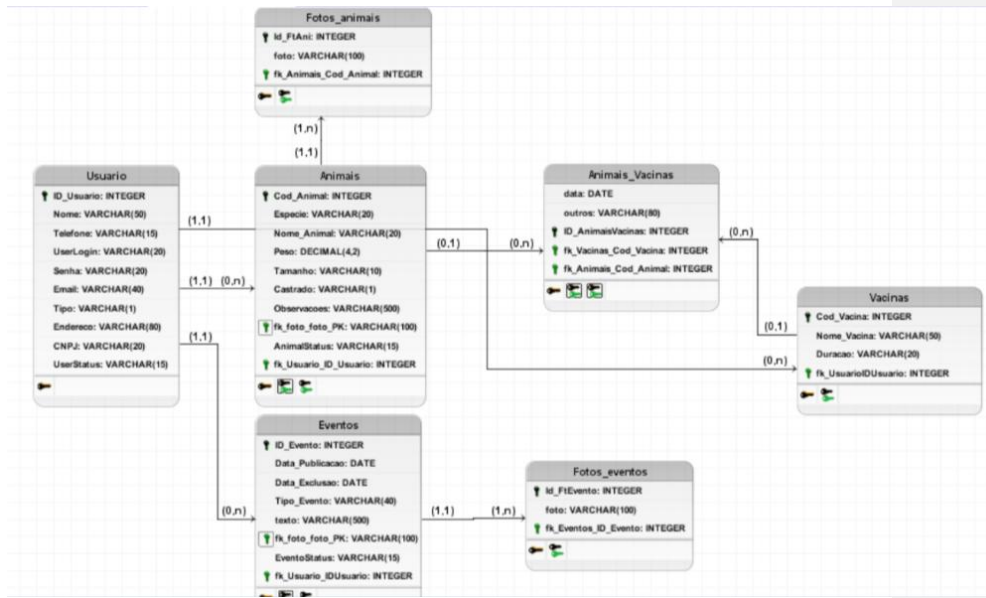 Fotos_animais
Id_FtAni: INTEGER
foto: VARCHAR(100)
fk_Animais_Cod_Animal: INTEGER
(1,n)
(1,1)
Usuario
ID_Usuario: INTEGER
Nome: VARCHAR(50)
Telefone: VARCHAR(15)
UserLogin: VARCHAR(20)
Senha: VARCHAR(20)
Email: VARCHAR(40)
Tipo: VARCHAR(1)
Endereco: VARCHAR(80)
CNPJ: VARCHAR(20)
UserStatus: VARCHAR(15)
(1,1)
(1,1) (0,n)
(1,1)
Animais
Cod_Animal: INTEGER
Especie: VARCHAR(20)
Nome_Animal: VARCHAR(20)
Peso: DECIMAL(4,2)
Tamanho: VARCHAR(10)
Castrado: VARCHAR(1)
Observacoes: VARCHAR(500)
fk_foto_foto_PK: VARCHAR(100)
AnimalStatus: VARCHAR(15)
fk_Usuario_ID_Usuario: INTEGER
(0,1)
(0,n)
Animais_Vacinas
data: DATE
outros: VARCHAR(80)
ID_AnimaisVacinas: INTEGER
fk_Vacinas_Cod_Vacina: INTEGER
fk_Animais_Cod_Animal: INTEGER
(0,n)
(0,1)
(0,n)
Vacinas
Cod_Vacina: INTEGER
Nome_Vacina: VARCHAR(50)
Duracao: VARCHAR(20)
fk_UsuarioIDUsuario: INTEGER
Eventos
ID_Evento: INTEGER
Data_Publicacao: DATE
Data_Exclusao: DATE
Tipo_Evento: VARCHAR(40)
texto: VARCHAR(500)
fk_foto_foto_PK: VARCHAR(100)
EventoStatus: VARCHAR(15)
fk_Usuario_IDUsuario: INTEGER
(0,n)
(1,1)
(1,n)
Fotos_eventos
Id_FtEvento: INTEGER
foto: VARCHAR(100)
fk_Eventos_ID_Evento: INTEGER